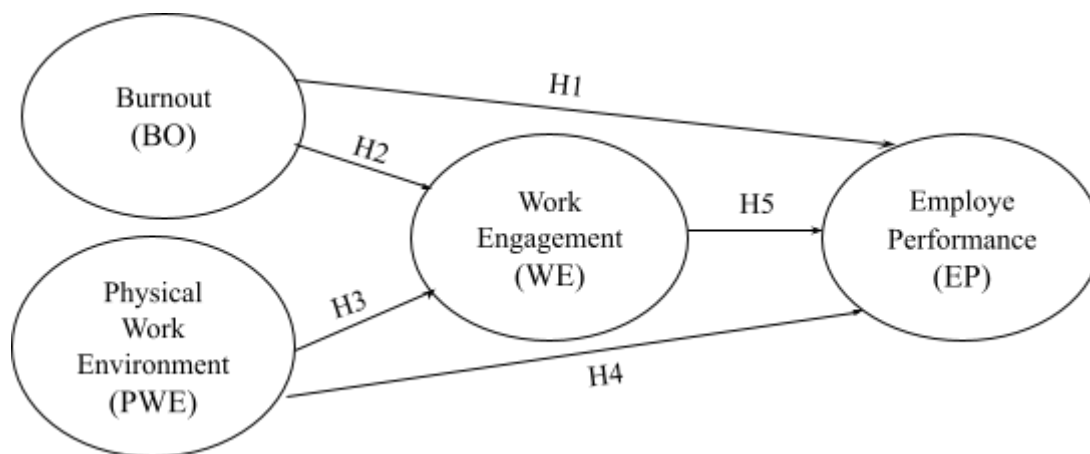 Burnout
(BO)
H1
H2
Work
Engagement
(WE)
H5
Employe
Performance
(EP)
Physical
Work
Environment
(PWE)
H3
H4